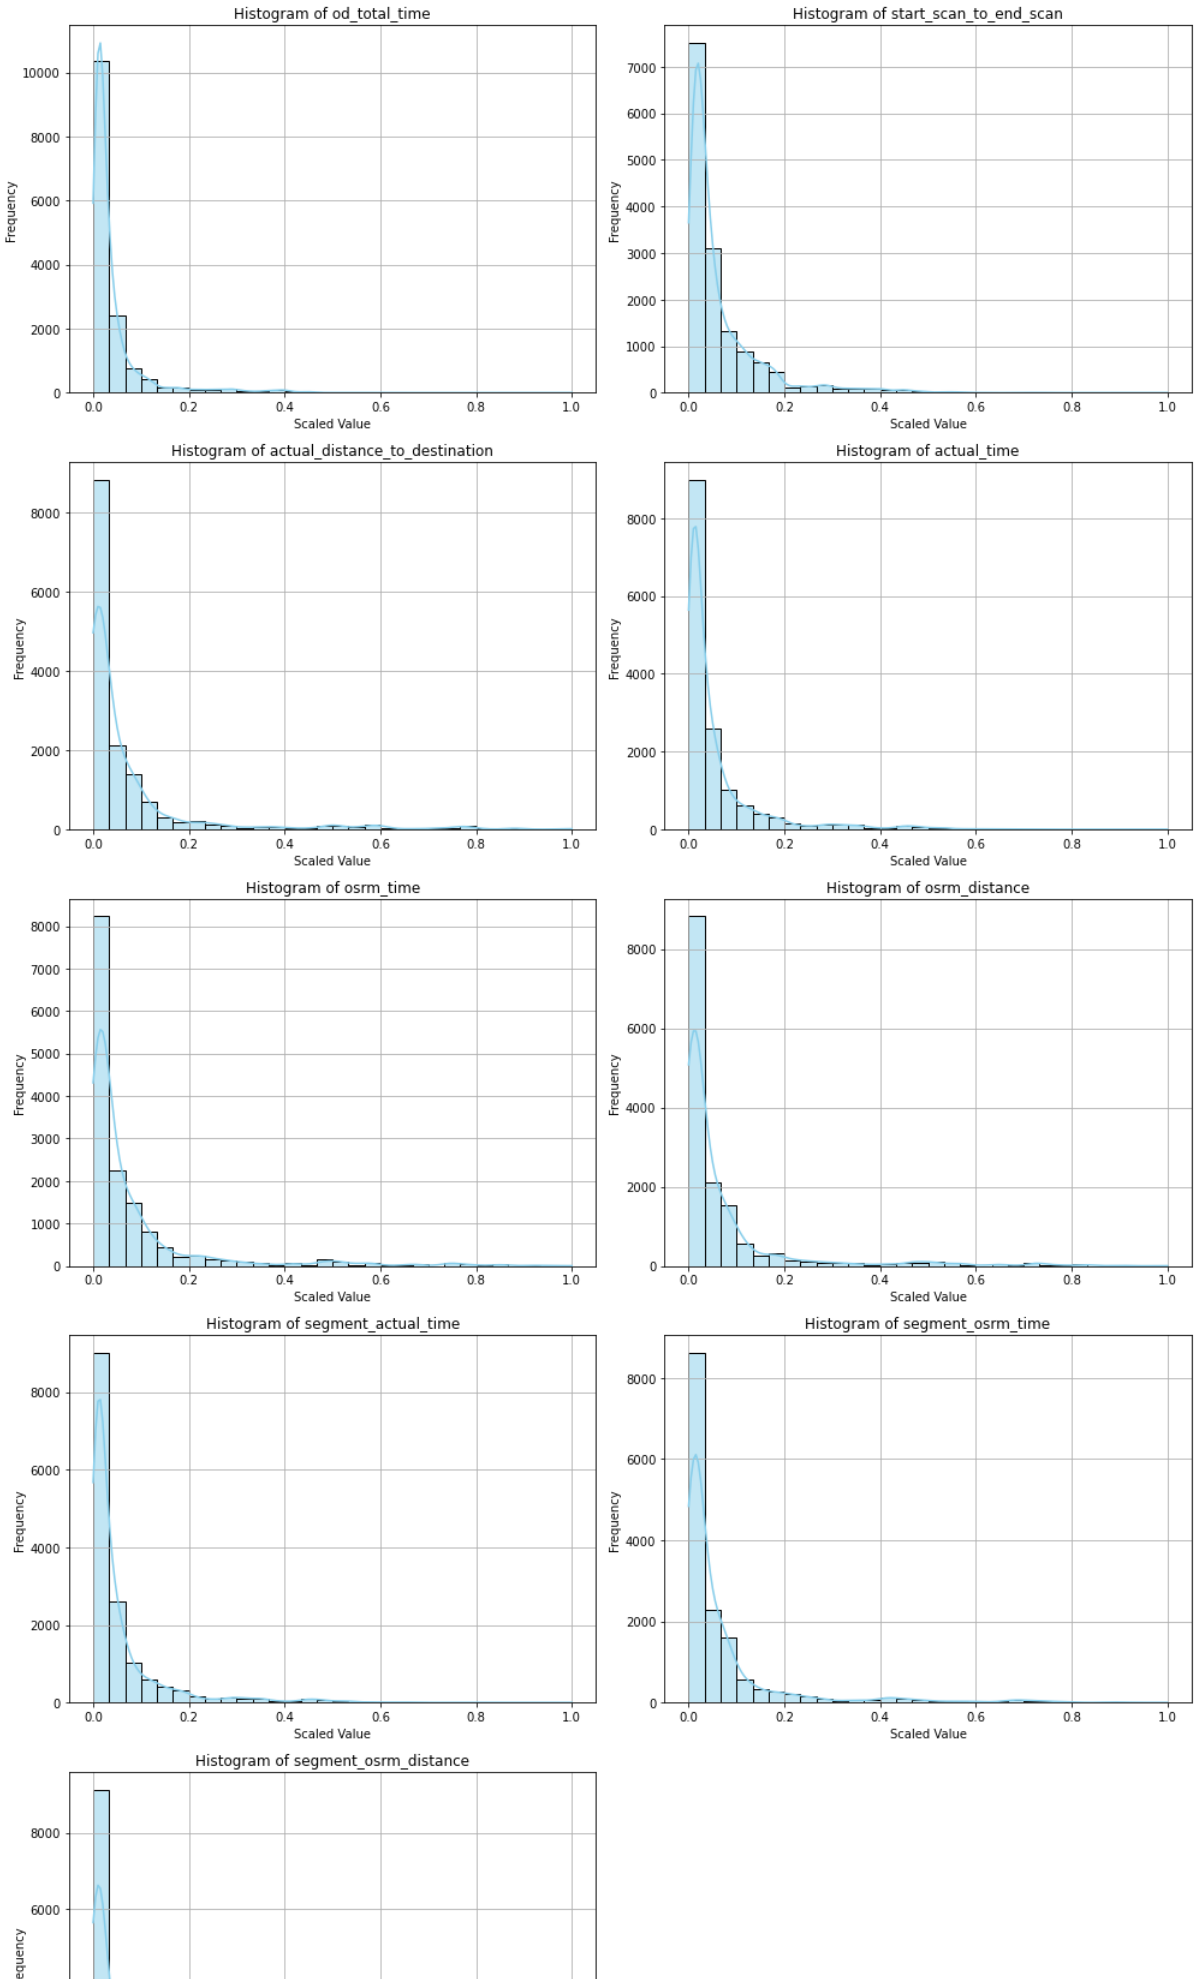 Histogram of od_total_time
10000
8000
6000
4000
2000
0
Frequency
0.0 0.2 0.4 0.6 0.8 1.0
Scaled Value
Histogram of start_scan_to_end_scan
7000
6000
5000
4000
3000
2000
1000
0
Frequency
0.0 0.2 0.4 0.6 0.8 1.0
Scaled Value
Histogram of actual_distance_to_destination
8000
6000
4000
2000
0
Frequency
0.0 0.2 0.4 0.6 0.8 1.0
Scaled Value
Histogram of actual_time
8000
6000
4000
2000
0
Frequency
0.0 0.2 0.4 0.6 0.8 1.0
Scaled Value
Histogram of osrm_time
8000
7000
6000
5000
4000
3000
2000
1000
0
Frequency
0.0 0.2 0.4 0.6 0.8 1.0
Scaled Value
Histogram of osrm_distance
8000
6000
4000
2000
0
Frequency
0.0 0.2 0.4 0.6 0.8 1.0
Scaled Value
Histogram of segment_actual_time
8000
6000
4000
2000
0
Frequency
0.0 0.2 0.4 0.6 0.8 1.0
Scaled Value
Histogram of segment_osrm_time
8000
6000
4000
2000
0
Frequency
0.0 0.2 0.4 0.6 0.8 1.0
Scaled Value
Histogram of segment_osrm_distance
8000
6000
equency